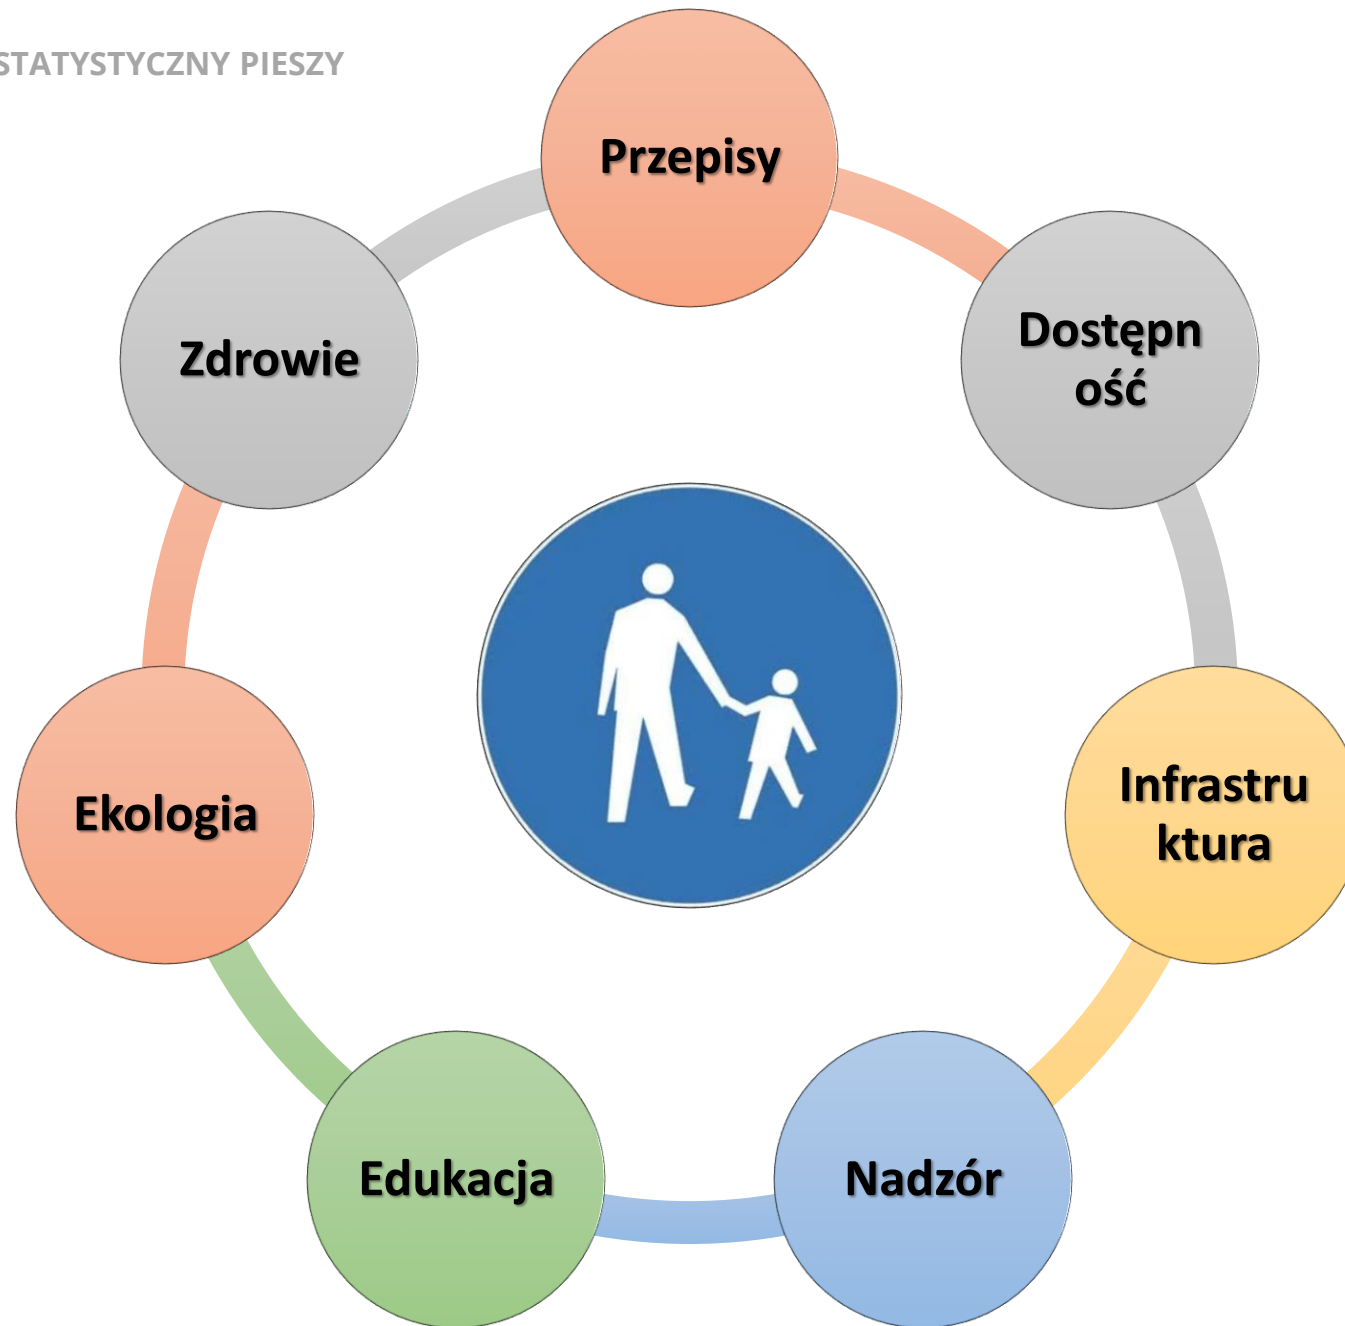 STATYSTYCZNY PIESZY
Przepisy
Zdrowie
Dostępn
ość
Ekologia
Infrastru
ktura
Edukacja
Nadzór